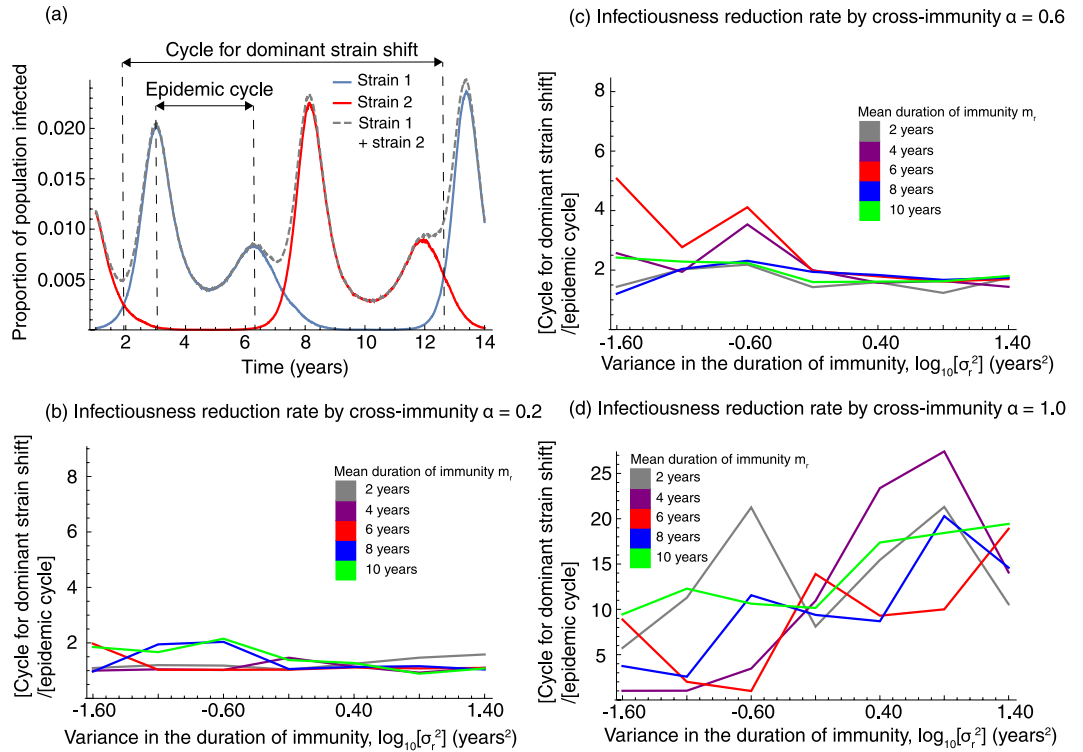 (a)
Cycle for dominant strain shift
Epidemic cycle
Strain 1
Strain 2
Strain 1
+ strain 2
Proportion of population infected
0.020
0.015
0.010
0.005
2 4 6 8 10 12 14
Time (years)
(c) Infectiousness reduction rate by cross-immunity α = 0.6
[Cycle for dominant strain shift]
/[epidemic cycle]
8
6
4
2
Mean duration of immunity mᵣ
2 years
4 years
6 years
8 years
10 years
-1.60 -0.60 0.40 1.40
Variance in the duration of immunity, log₁₀[σᵣ²] (years²)
(b) Infectiousness reduction rate by cross-immunity α = 0.2
[Cycle for dominant strain shift]
/[epidemic cycle]
8
6
4
2
Mean duration of immunity mᵣ
2 years
4 years
6 years
8 years
10 years
-1.60 -0.60 0.40 1.40
Variance in the duration of immunity, log₁₀[σᵣ²] (years²)
(d) Infectiousness reduction rate by cross-immunity α = 1.0
[Cycle for dominant strain shift]
/[epidemic cycle]
25
20
15
10
5
Mean duration of immunity mᵣ
2 years
4 years
6 years
8 years
10 years
-1.60 -0.60 0.40 1.40
Variance in the duration of immunity, log₁₀[σᵣ²] (years²)